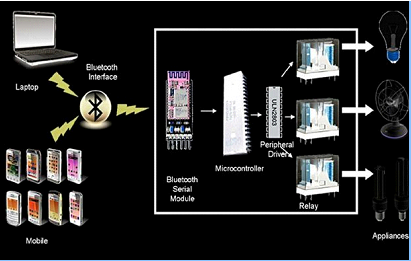 Laptop
Bluetooth
Interface
Mobile
Bluetooth
Serial
Module
Microcontroller
ULN2803
Peripheral
Driver
Relay
Appliances